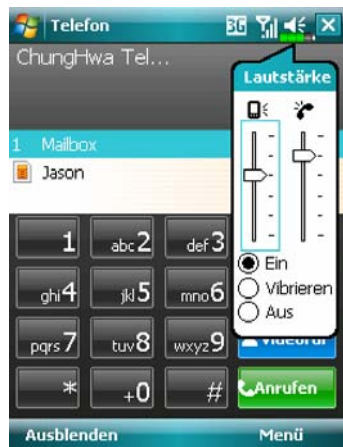 Telefon 3G
ChungHwa Tel...
Lautstärke
1 Mailbox
Jason
Ein
Vibrieren
Aus
1 abc2 def3
ghi4 jkl5 mno6
pqrs7 tuv8 wxyz9
* +0 # Anrufen
Ausblenden Menü